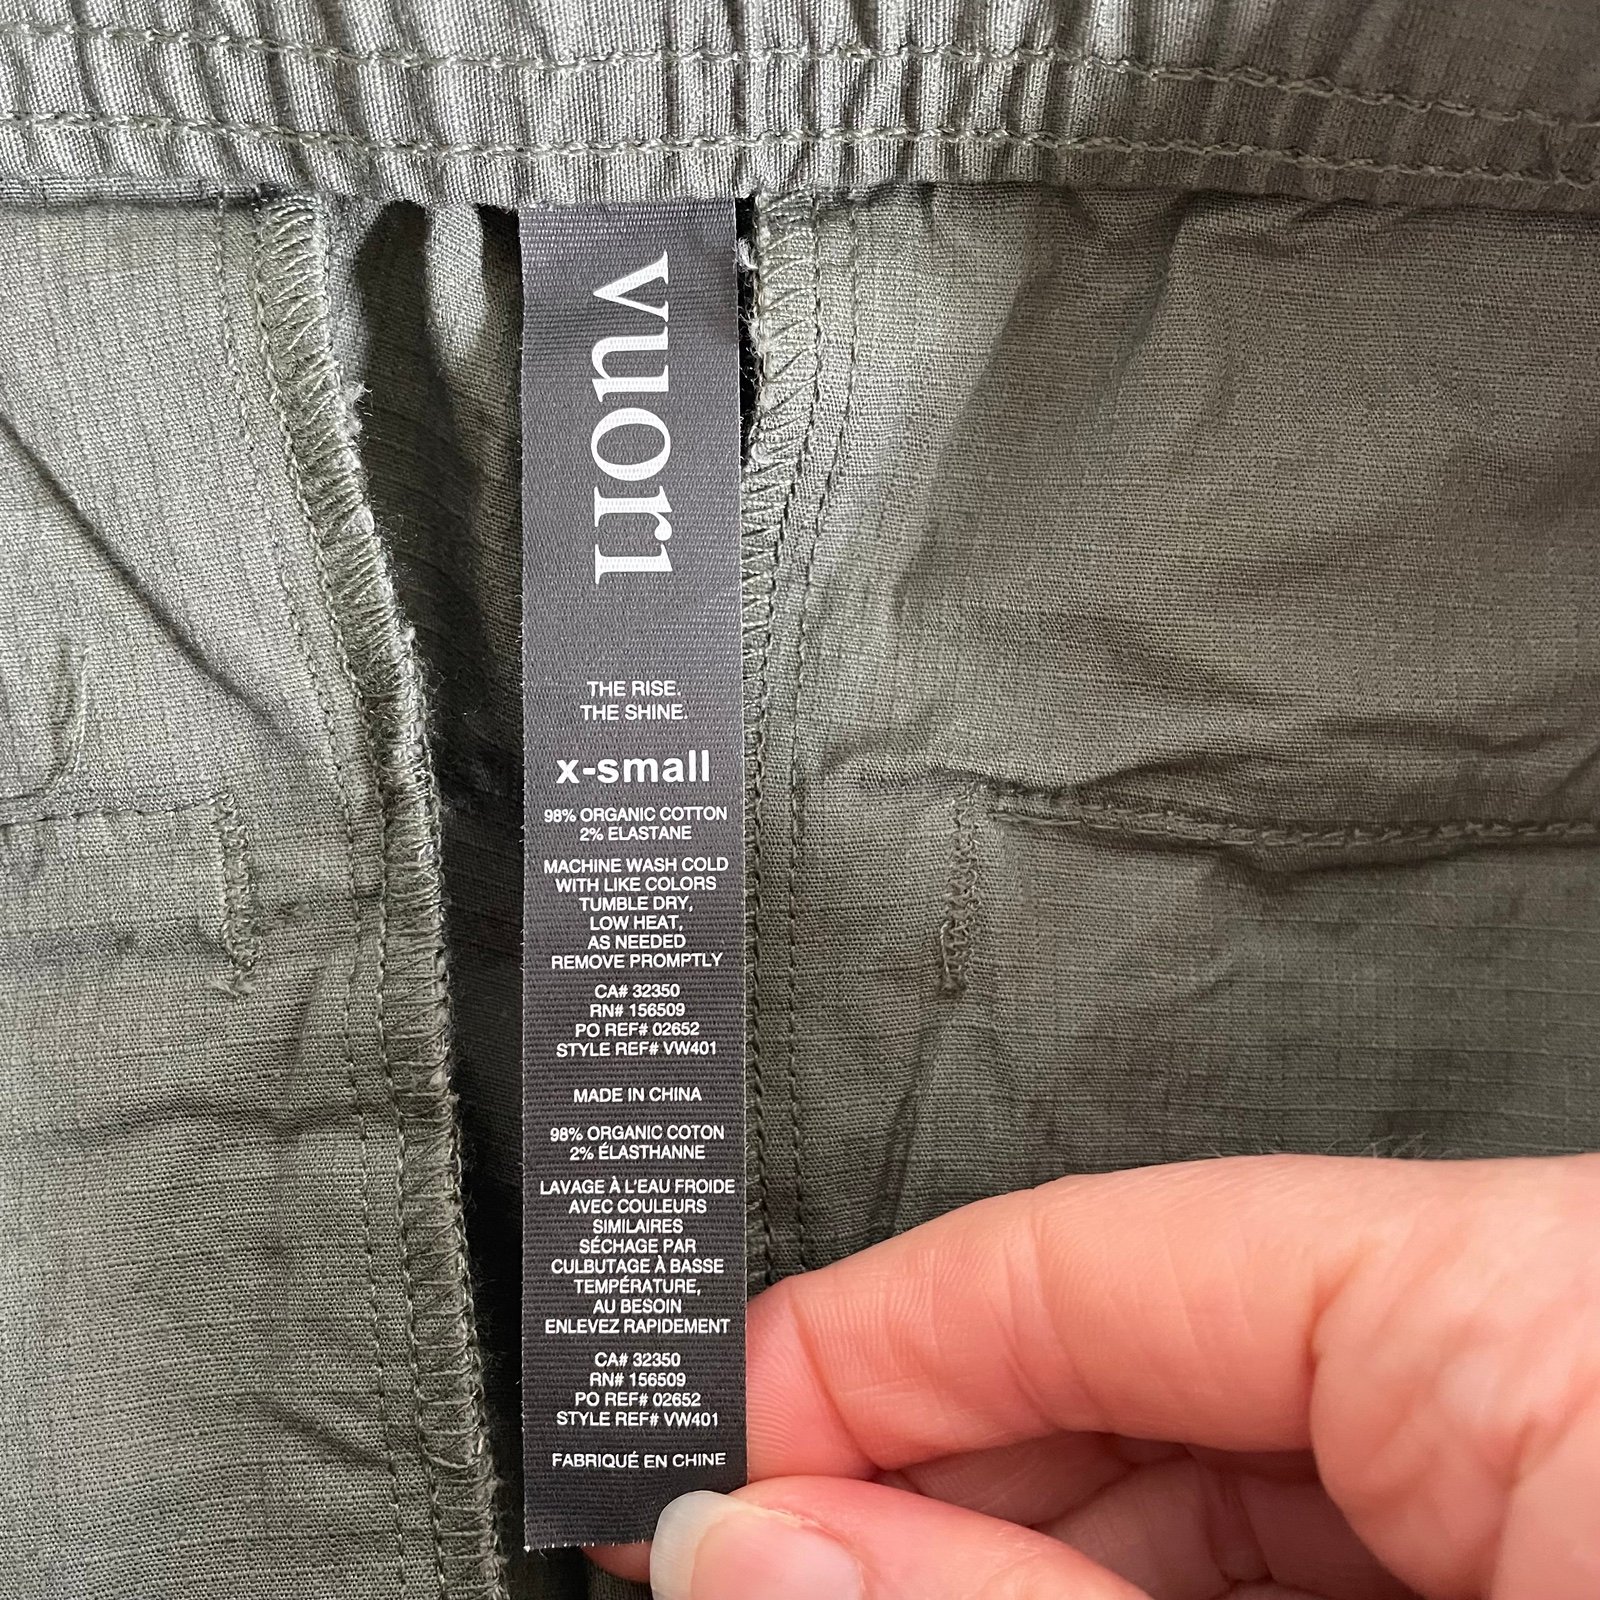 vuori
THE RISE.
THE SHINE.
x-small
98% ORGANIC COTTON
2% ELASTANE
MACHINE WASH COLD
WITH LIKE COLORS
TUMBLE DRY,
LOW HEAT,
AS NEEDED
REMOVE PROMPTLY
CA# 32350
RN# 156509
PO REF# 02652
STYLE REF# VW401
MADE IN CHINA
98% ORGANIC COTON
2% ÉLASTHANNE
LAVAGE À L'EAU FROIDE
AVEC COULEURS
SIMILAIRES
SÉCHAGE PAR
CULBUTAGE À BASSE
TEMPÉRATURE,
AU BESOIN
ENLEVEZ RAPIDEMENT
CA# 32350
RN# 156509
PO REF# 02652
STYLE REF# VW401
FABRIQUÉ EN CHINE